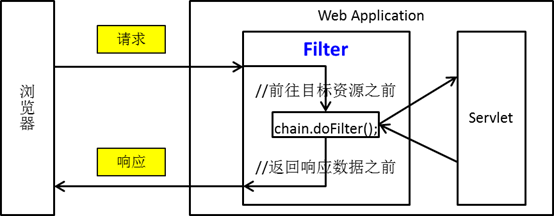 Web Application
请求
Filter
//前往目标资源之前
浏览器
chain.doFilter();
Servlet
响应
//返回响应数据之前